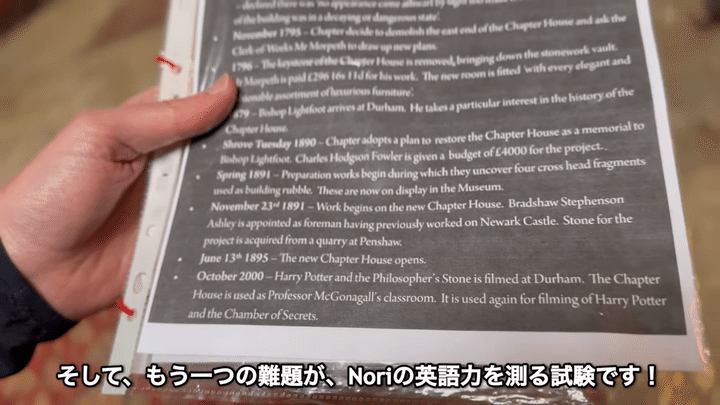 – declared there was 'no appearance came athwart by sight
of the building was in a decaying or dangerous state'.
November 1795 – Chapter decide to demolish the east end of the Chapter House and ask the
Clerk of Works Mr Morpeth to draw up new plans.
1796 – The keystone of the Chapter House is removed, bringing down the stonework vault.
Mr Morpeth is paid £296 16s 11d for his work. The new room is fitted 'with every elegant and
ionable assortment of luxurious furniture'.
879 – Bishop Lightfoot arrives at Durham. He takes a particular interest in the history of the
Chapter House.
• Shrove Tuesday 1890 – Chapter adopts a plan to restore the Chapter House as a memorial to
Bishop Lightfoot. Charles Hodgson Fowler is given a budget of £4000 for the project.
• Spring 1891 – Preparation works begin during which they uncover four cross head fragments
used as building rubble. These are now on display in the Museum.
• November 23rd 1891 – Work begins on the new Chapter House. Bradshaw Stephenson
Ashley is appointed as foreman having previously worked on Newark Castle. Stone for the
project is acquired from a quarry at Penshaw.
• June 13th 1895 – The new Chapter House opens.
• October 2000 – Harry Potter and the Philosopher's Stone is filmed at Durham. The Chapter
House is used as Professor McGonagall's classroom. It is used again for filming of Harry Potter
and the Chamber of Secrets.
そして、もう一つの難題が、Noriの英語力を測る試験です！